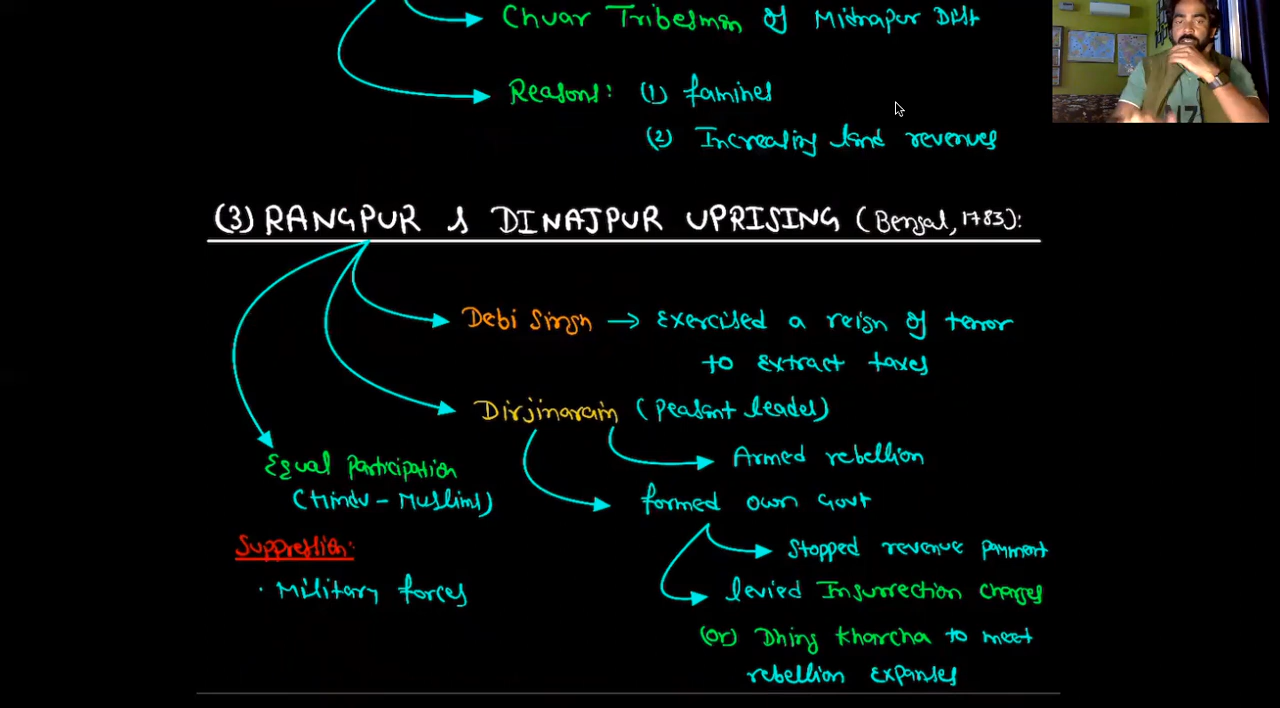 Chuar Tribesmen of Midnapur Dist
Reasons: (1) famines
(2) Increasing land revenues
(3) RANGPUR & DINAJPUR UPRISING (Bengal, 1783):
Debi Singh → Exercised a reign of terror
to extract taxes
Dirjinarain (peasant leader)
Armed rebellion
Equal participation
(Hindu - Muslims)
formed own Govt
Suppression:
Stopped revenue payment
· Military forces
levied Insurrection charges
(or) Dhing Kharcha to meet
rebellion expanses